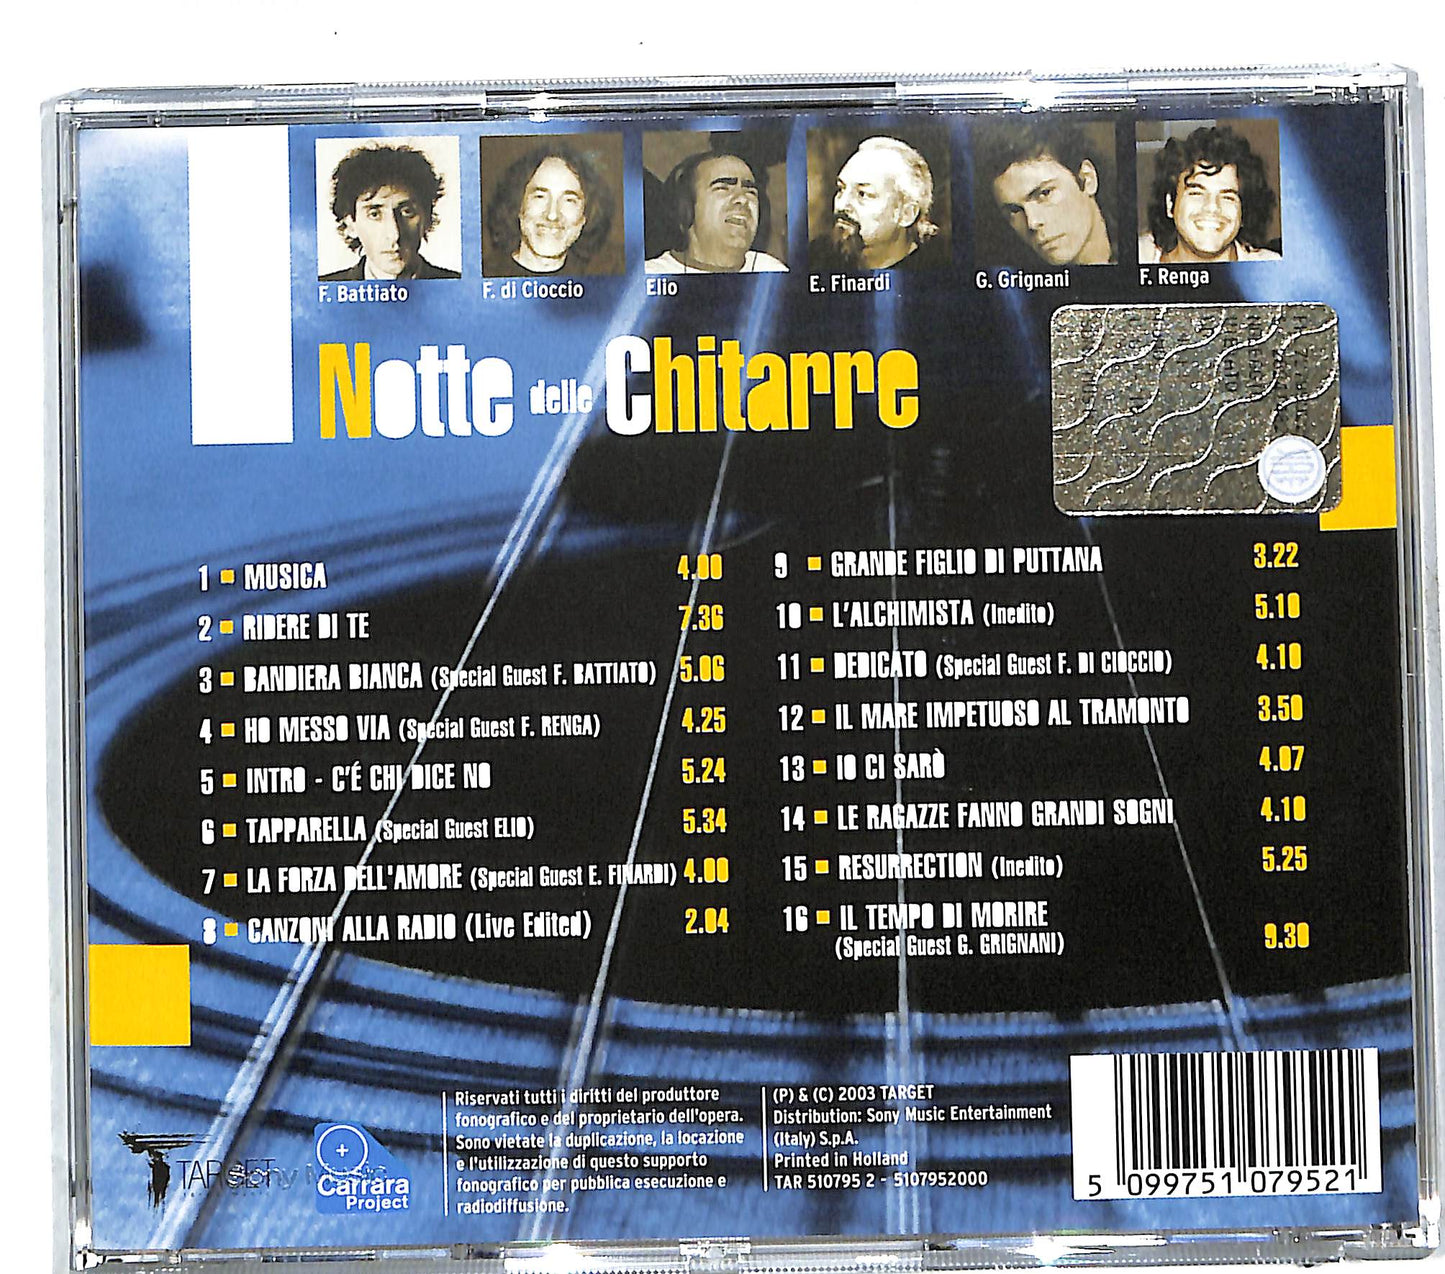 F. Battiato
F. di Cioccio
Elio
E. Finardi
G. Grignani
F. Renga
Notte delle Chitarre
1 MUSICA 4.00
2 RIDERE DI TE 7.36
3 BANDIERA BIANCA (Special Guest F. BATTIATO) 5.06
4 HO MESSO VIA (Special Guest F. RENGA) 4.25
5 INTRO - C'É CHI DICE NO 5.24
6 TAPPARELLA (Special Guest ELIO) 5.34
7 LA FORZA DELL'AMORE (Special Guest E. FINARDI) 4.00
8 CANZONI ALLA RADIO (Live Edited) 2.04
9 GRANDE FIGLIO DI PUTTANA 3.22
10 L'ALCHIMISTA (Inedito) 5.10
11 DEDICATO (Special Guest F. DI CIOCCIO) 4.10
12 IL MARE IMPETUOSO AL TRAMONTO 3.50
13 IO CI SARÒ 4.07
14 LE RAGAZZE FANNO GRANDI SOGNI 4.10
15 RESURRECTION (Inedito) 5.25
16 IL TEMPO DI MORIRE
(Special Guest G. GRIGNANI) 9.30
TARGET
Sony Music
Carrara
Project
Riservati tutti i diritti del produttore
fonografico e del proprietario dell'opera.
Sono vietate la duplicazione, la locazione
e l'utilizzazione di questo supporto
fonografico per pubblica esecuzione e
radiodiffusione.
(P) & (C) 2003 TARGET
Distribution: Sony Music Entertainment
(Italy) S.p.A.
Printed in Holland
TAR 510795 2 - 5107952000
5 099751 079521